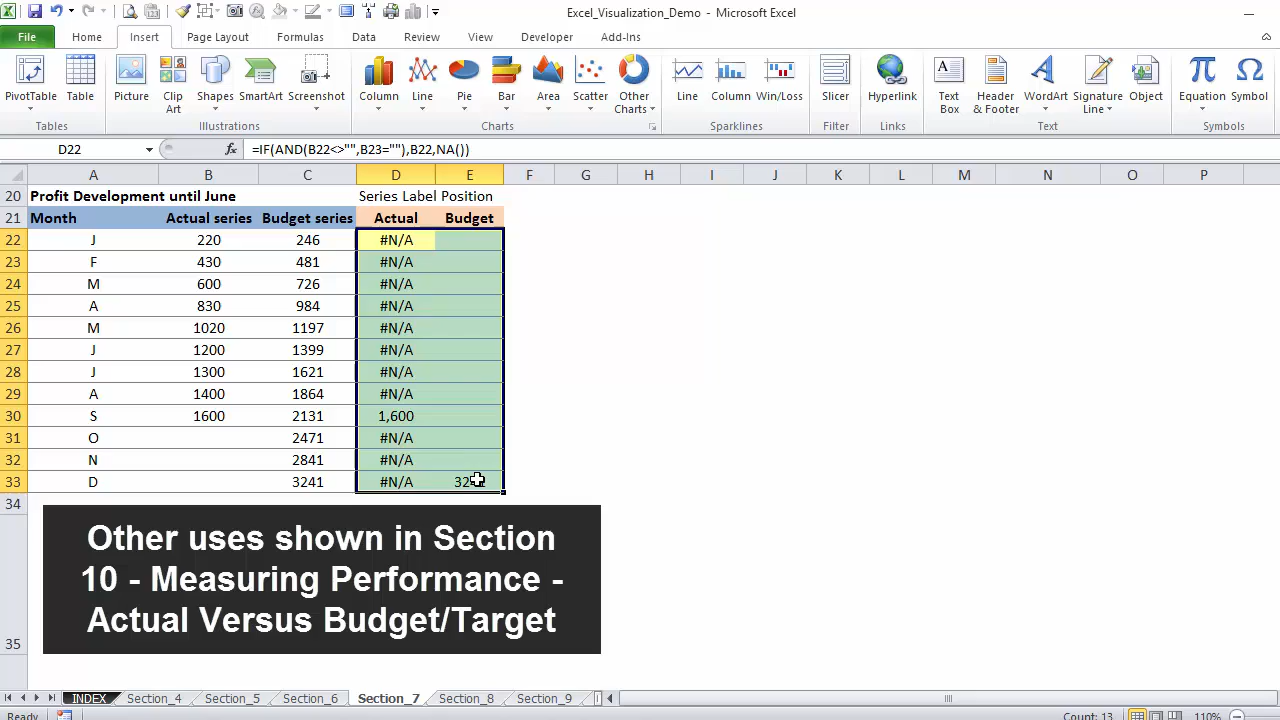 Excel_Visualization_Demo - Microsoft Excel
File Home Insert Page Layout Formulas Data Review View Developer Add-Ins
PivotTable Table Picture Clip Art Shapes SmartArt Screenshot Column Line Pie Bar Area Scatter Other Charts Line Column Win/Loss Slicer Hyperlink Text Box Header & Footer WordArt Signature Line Object Equation Symbol
Tables Illustrations Charts Sparklines Filter Links Text Symbols
D22 fx =IF(AND(B22<>"",B23=""),B22,NA())
A B C D E F G H I J K L M N O P
20 Profit Development until June Series Label Position
21 Month Actual series Budget series Actual Budget
22 J 220 246 #N/A
23 F 430 481 #N/A
24 M 600 726 #N/A
25 A 830 984 #N/A
26 M 1020 1197 #N/A
27 J 1200 1399 #N/A
28 J 1300 1621 #N/A
29 A 1400 1864 #N/A
30 S 1600 2131 1,600
31 O 2471 #N/A
32 N 2841 #N/A
33 D 3241 #N/A
34
Other uses shown in Section
10 - Measuring Performance -
Actual Versus Budget/Target
35
INDEX Section_4 Section_5 Section_6 Section_7 Section_8 Section_9
Ready Count: 13 110%